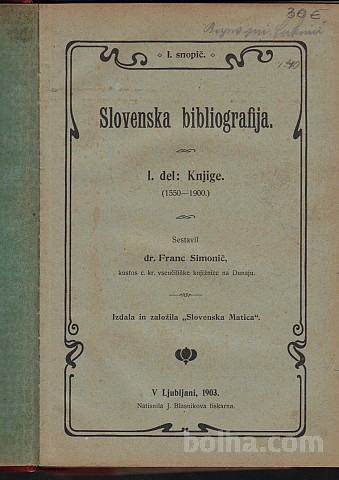 39€
I. snopič.
Slovenska bibliografija.
I. del: Knjige.
(1550—1900.)
Sestavil
dr. Franc Simonič,
kustos c. kr. vseučiliške knjižnice na Dunaju.
Izdala in založila „Slovenska Matica“.
V Ljubljani, 1903.
Natisnila J. Blasnikova tiskarna.
bolha.com